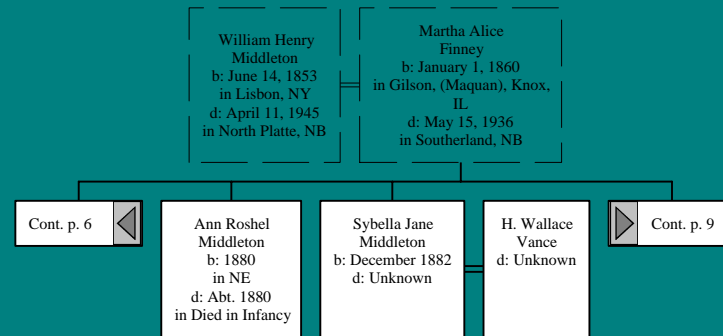 William Henry
Middleton
b: June 14, 1853
in Lisbon, NY
d: April 11, 1945
in North Platte, NB
Martha Alice
Finney
b: January 1, 1860
in Gilson, (Maquan), Knox,
IL
d: May 15, 1936
in Southerland, NB
Cont. p. 6
Ann Roshel
Middleton
b: 1880
in NE
d: Abt. 1880
in Died in Infancy
Sybella Jane
Middleton
b: December 1882
d: Unknown
H. Wallace
Vance
d: Unknown
Cont. p. 9